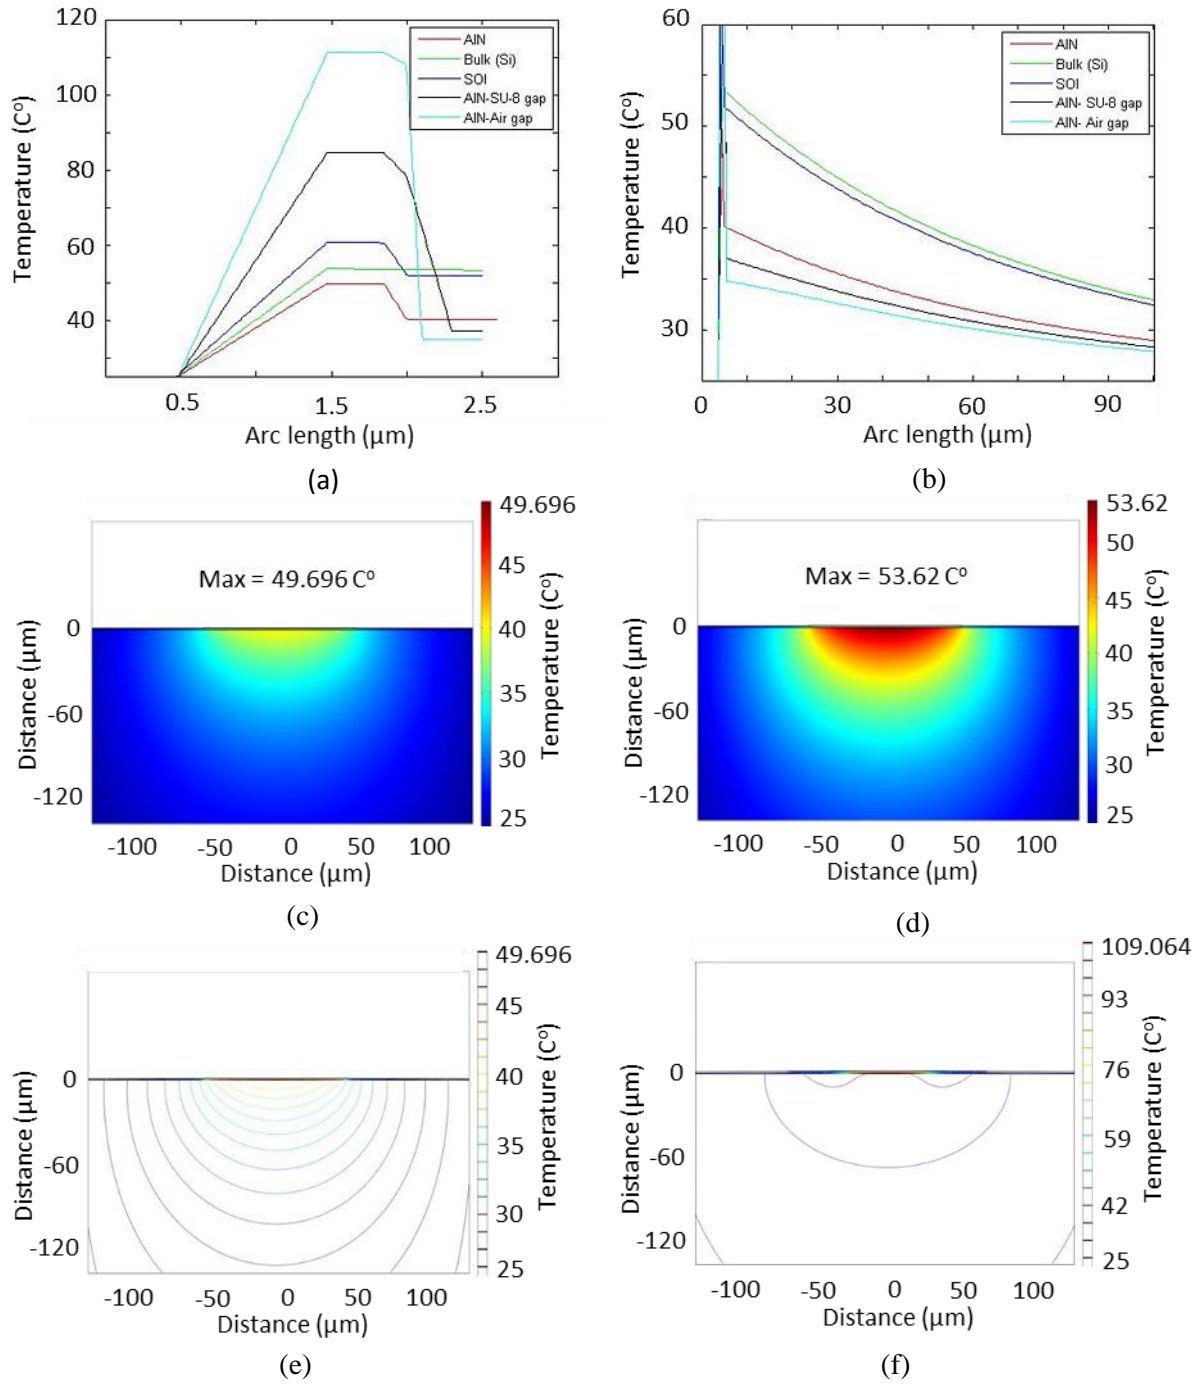 120
100
80
60
40
Temperature (C°)
AlN
Bulk (Si)
SOI
AlN-SU-8 gap
AlN-Air gap
0.5 1.5 2.5
Arc length (µm)
(a)
60
50
40
30
Temperature (C°)
AlN
Bulk (Si)
SOI
AlN- SU-8 gap
AlN- Air gap
0 30 60 90
Arc length (µm)
(b)
Max = 49.696 C°
0
-60
-120
Distance (µm)
-100 -50 0 50 100
Distance (µm)
49.696
45
40
35
30
25
Temperature (C°)
(c)
Max = 53.62 C°
0
-60
-120
Distance (µm)
-100 -50 0 50 100
Distance (µm)
53.62
50
45
40
35
30
25
Temperature (C°)
(d)
0
-60
-120
Distance (µm)
-100 -50 0 50 100
Distance (µm)
49.696
45
40
35
30
25
Temperature (C°)
(e)
0
-60
-120
Distance (µm)
-100 -50 0 50 100
Distance (µm)
109.064
93
76
59
42
25
Temperature (C°)
(f)